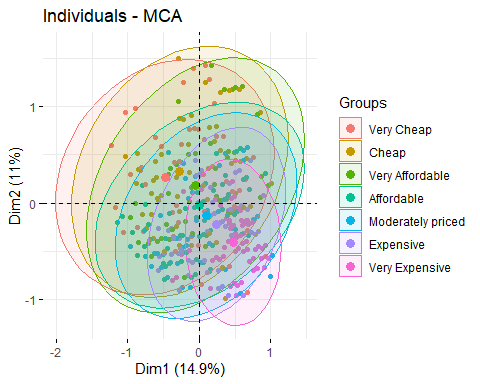 Individuals - MCA
Dim2 (11%)
1
0
-1
-2
-1
0
1
Dim1 (14.9%)
Groups
Very Cheap
Cheap
Very Affordable
Affordable
Moderately priced
Expensive
Very Expensive